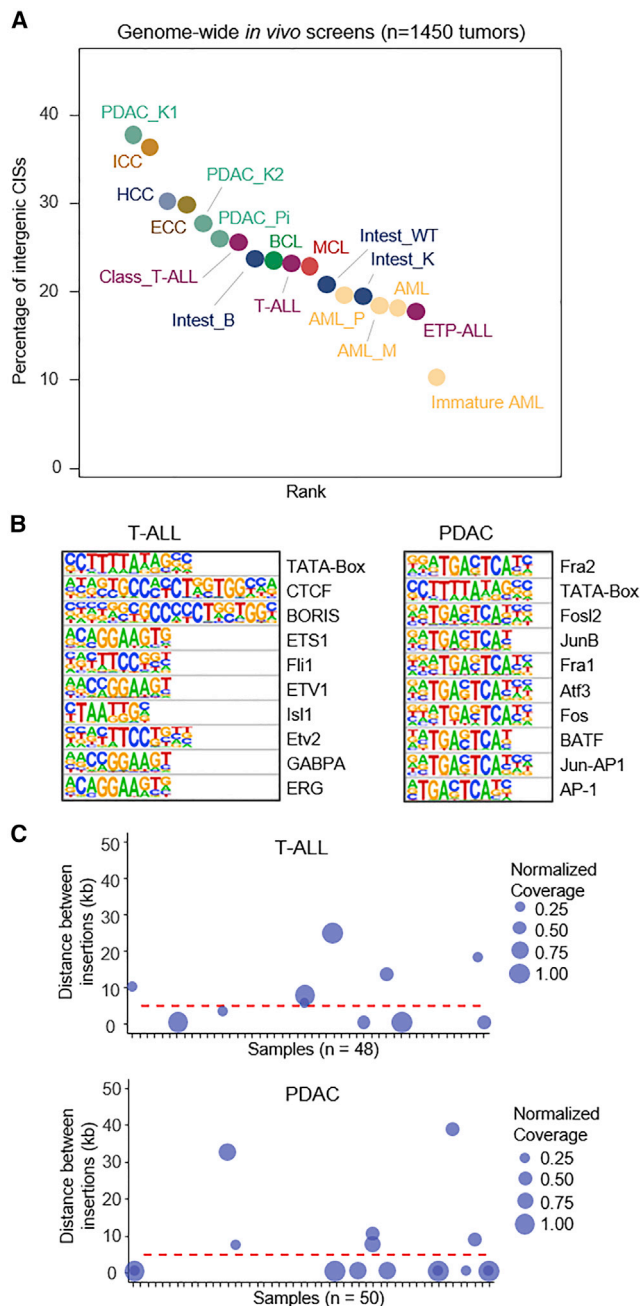 A
Genome-wide in vivo screens (n=1450 tumors)
Percentage of intergenic CISs
40
30
20
10
0
PDAC_K1
ICC
HCC
PDAC_K2
ECC
PDAC_Pi
BCL
MCL
Intest_WT
Intest_K
Class_T-ALL
Intest_B
T-ALL
AML_P
AML
AML_M
ETP-ALL
Immature AML
Rank
B
T-ALL
TATA-Box
CTCF
BORIS
ETS1
Fli1
ETV1
Isl1
Etv2
GABPA
ERG
PDAC
Fra2
TATA-Box
Fosl2
JunB
Fra1
Atf3
Fos
BATF
Jun-AP1
AP-1
C
T-ALL
Distance between
insertions (kb)
50
40
30
20
10
0
Samples (n = 48)
Normalized
Coverage
0.25
0.50
0.75
1.00
PDAC
Distance between
insertions (kb)
50
40
30
20
10
0
Samples (n = 50)
Normalized
Coverage
0.25
0.50
0.75
1.00